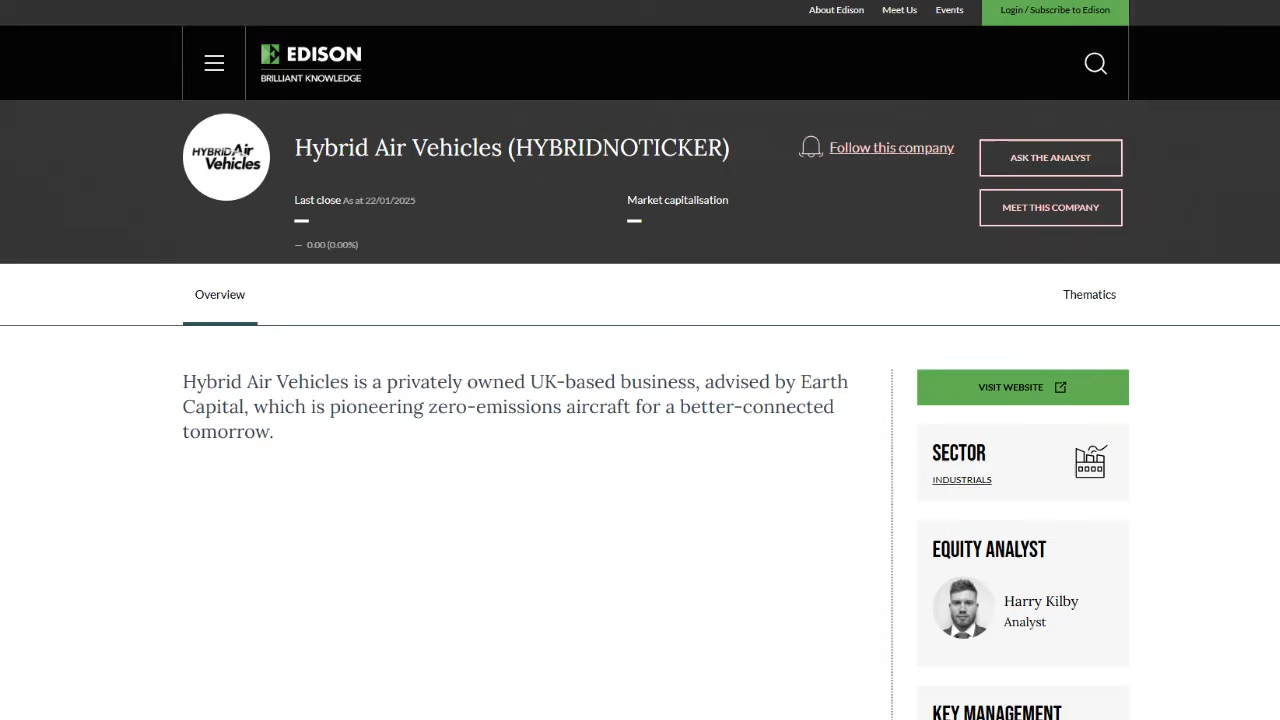 About Edison Meet Us Events Login / Subscribe to Edison
EDISON
BRILLIANT KNOWLEDGE
HYBRID Air
Vehicles
Hybrid Air Vehicles (HYBRIDNOTICKER)
Follow this company
ASK THE ANALYST
Last close As at 22/01/2025
Market capitalisation
MEET THIS COMPANY
—
—
— 0.00 (0.00%)
Overview
Thematics
Hybrid Air Vehicles is a privately owned UK-based business, advised by Earth
Capital, which is pioneering zero-emissions aircraft for a better-connected
tomorrow.
VISIT WEBSITE
SECTOR
INDUSTRIALS
EQUITY ANALYST
Harry Kilby
Analyst
KEY MANAGEMENT